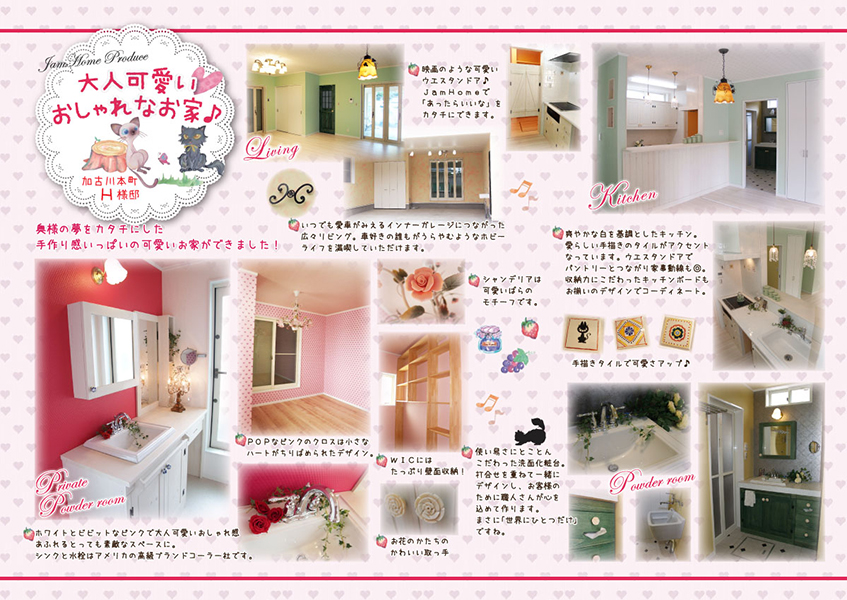 Jam Home Produce
大人可愛い
おしゃれなお家♪
加古川本町
H様邸
奥様の夢をカタチにした
手作り感いっぱいの可愛いお家ができました!
Living
映画のような可愛い
ウエスタンドア♪
JamHomeで
「あったらいいな」を
カタチにできます。
いつでも愛車がみえるインナーガレージにつながった
広々リビング。車好きの誰もがうらやむようなホビー
ライフを満喫していただけます。
Kitchen
爽やかな白を基調としたキッチン。
愛らしい手描きのタイルがアクセント
なっています。ウエスタンドアで
パントリーとつながり家事動線も◎。
収納力にこだわったキッチンボードも
お揃いのデザインでコーディネート。
手描きタイルで可愛さアップ♪
シャンデリアは
可愛いばらの
モチーフです。
POPなピンクのクロスは小さな
ハートがちりばめられたデザイン。
WICには
たっぷり壁面収納!
お花のかたちの
かわいい取っ手
Private
Powder room
ホワイトとビビットなピンクで大人可愛いおしゃれ感
あふれるとっても素敵なスペースに。
シンクと水栓はアメリカの高級ブランドコーラー社です。
使い易さにとことん
こだわった洗面化粧台。
打合せを重ねて一緒に
デザインし、お客様の
ために職人さんが心を
込めて作ります。
まさに「世界にひとつだけ」
ですね。
Powder room